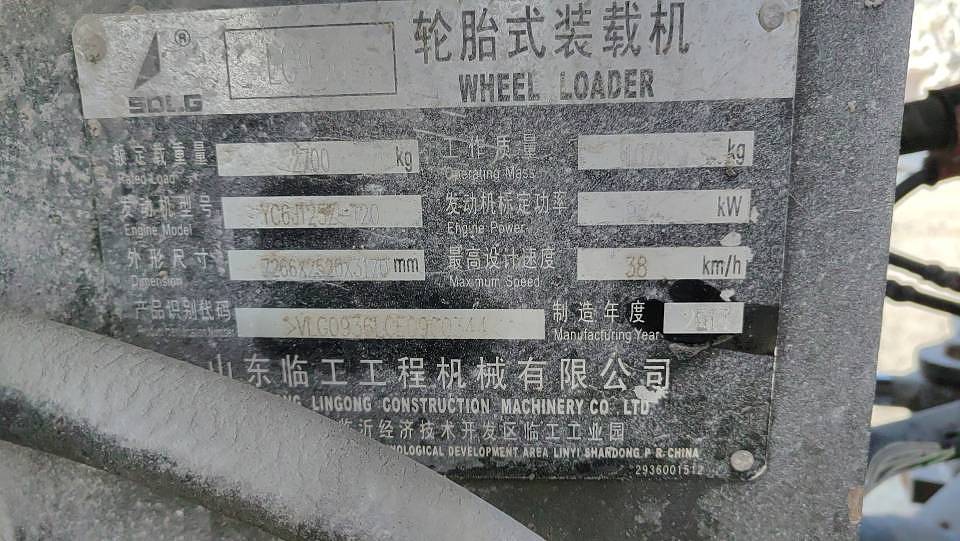 ® 轮胎式装载机
SDLG WHEEL LOADER
额定载重量 2700 kg 工作质量 kg
Rated Load Operating Mass
发动机型号 YC6J125Z-T20 发动机标定功率 kW
Engine Model Engine Power
外形尺寸 7266X2520X3170 mm 最高设计速度 38 km/h
Dimension Maximum Speed
产品识别代码 制造年度
Manufacturing Year
山东临工工程机械有限公司
LINGONG CONSTRUCTION MACHINERY CO LTD
临沂经济技术开发区临工工业园
DEVELOPMENT AREA LINYI SHANDONG P R CHINA
2936001512